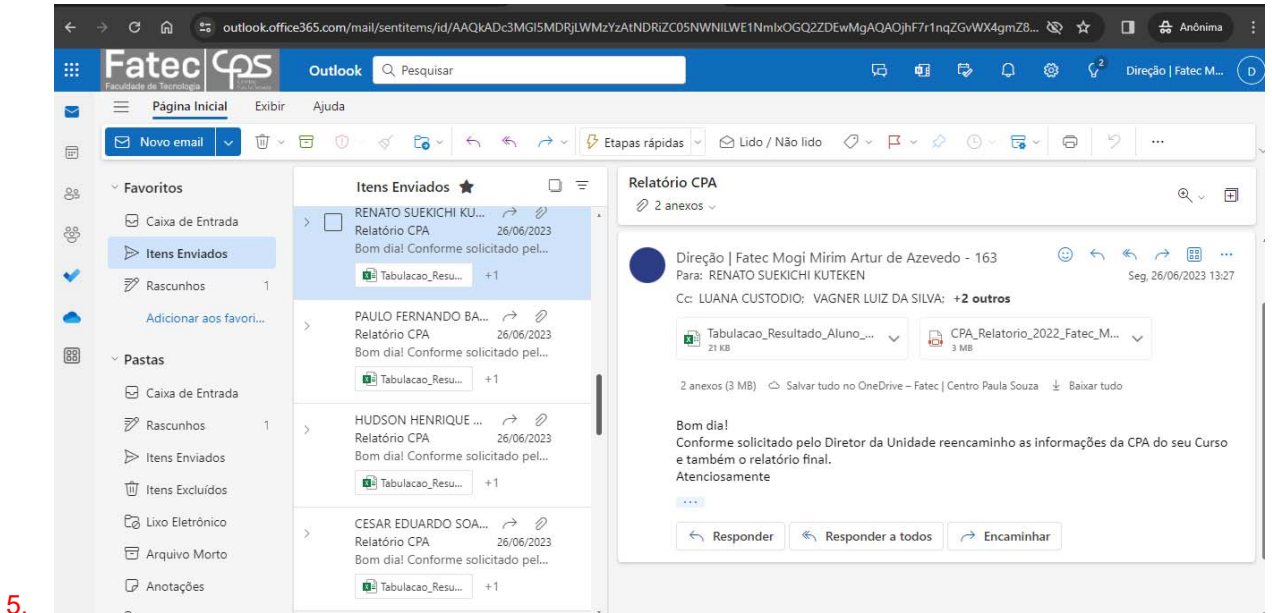 outlook.office365.com/mail/sentitems/id/AAQkADc3MGI5MDRjLWMzYzAtNDRiZC05NWNlLWE1NmIxOGQ2ZDEwMgAQAOjhF7r1nqZGvWX4gmZ8...
Anônima
Fatec
Faculdade de Tecnologia
CPS
Outlook
Pesquisar
2
Direção | Fatec M...
D
Página Inicial
Exibir
Ajuda
Novo email
Etapas rápidas
Lido / Não lido
Favoritos
Caixa de Entrada
Itens Enviados
Rascunhos 1
Adicionar aos favori...
Pastas
Caixa de Entrada
Rascunhos 1
Itens Enviados
Itens Excluídos
Lixo Eletrônico
Arquivo Morto
Anotações
Itens Enviados
RENATO SUEKICHI KU...
Relatório CPA 26/06/2023
Bom dia! Conforme solicitado pel...
Tabulacao_Resu... +1
PAULO FERNANDO BA...
Relatório CPA 26/06/2023
Bom dia! Conforme solicitado pel...
Tabulacao_Resu... +1
HUDSON HENRIQUE ...
Relatório CPA 26/06/2023
Bom dia! Conforme solicitado pel...
Tabulacao_Resu... +1
CESAR EDUARDO SOA...
Relatório CPA 26/06/2023
Bom dia! Conforme solicitado pel...
Tabulacao_Resu... +1
Relatório CPA
2 anexos
Direção | Fatec Mogi Mirim Artur de Azevedo - 163
Para: RENATO SUEKICHI KUTEKEN
Seg, 26/06/2023 13:27
Cc: LUANA CUSTODIO; VAGNER LUIZ DA SILVA; +2 outros
Tabulacao_Resultado_Aluno_...
21 KB
CPA_Relatorio_2022_Fatec_M...
3 MB
2 anexos (3 MB) Salvar tudo no OneDrive – Fatec | Centro Paula Souza Baixar tudo
Bom dia!
Conforme solicitado pelo Diretor da Unidade reencaminho as informações da CPA do seu Curso
e também o relatório final.
Atenciosamente
Responder
Responder a todos
Encaminhar
5.